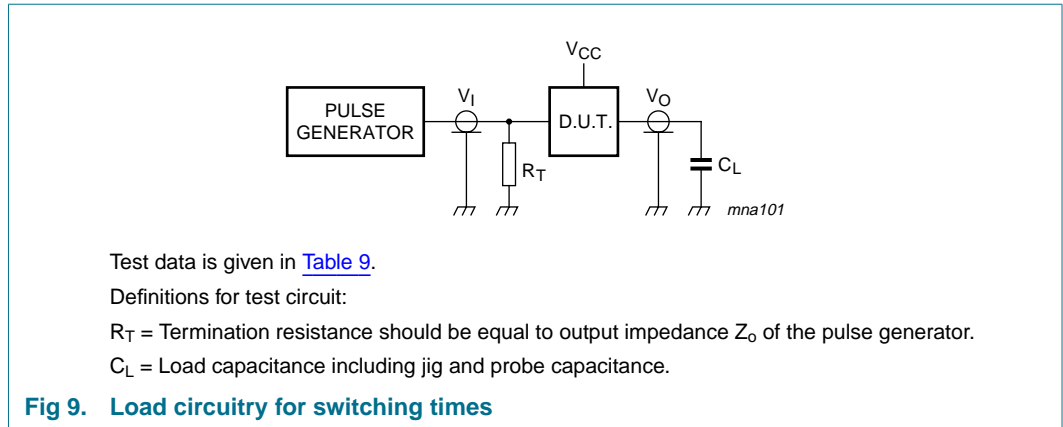 VCC
PULSE
GENERATOR
VI
D.U.T.
VO
RT
CL
mna101
Test data is given in Table 9.
Definitions for test circuit:
RT = Termination resistance should be equal to output impedance Zo of the pulse generator.
CL = Load capacitance including jig and probe capacitance.
Fig 9. Load circuitry for switching times